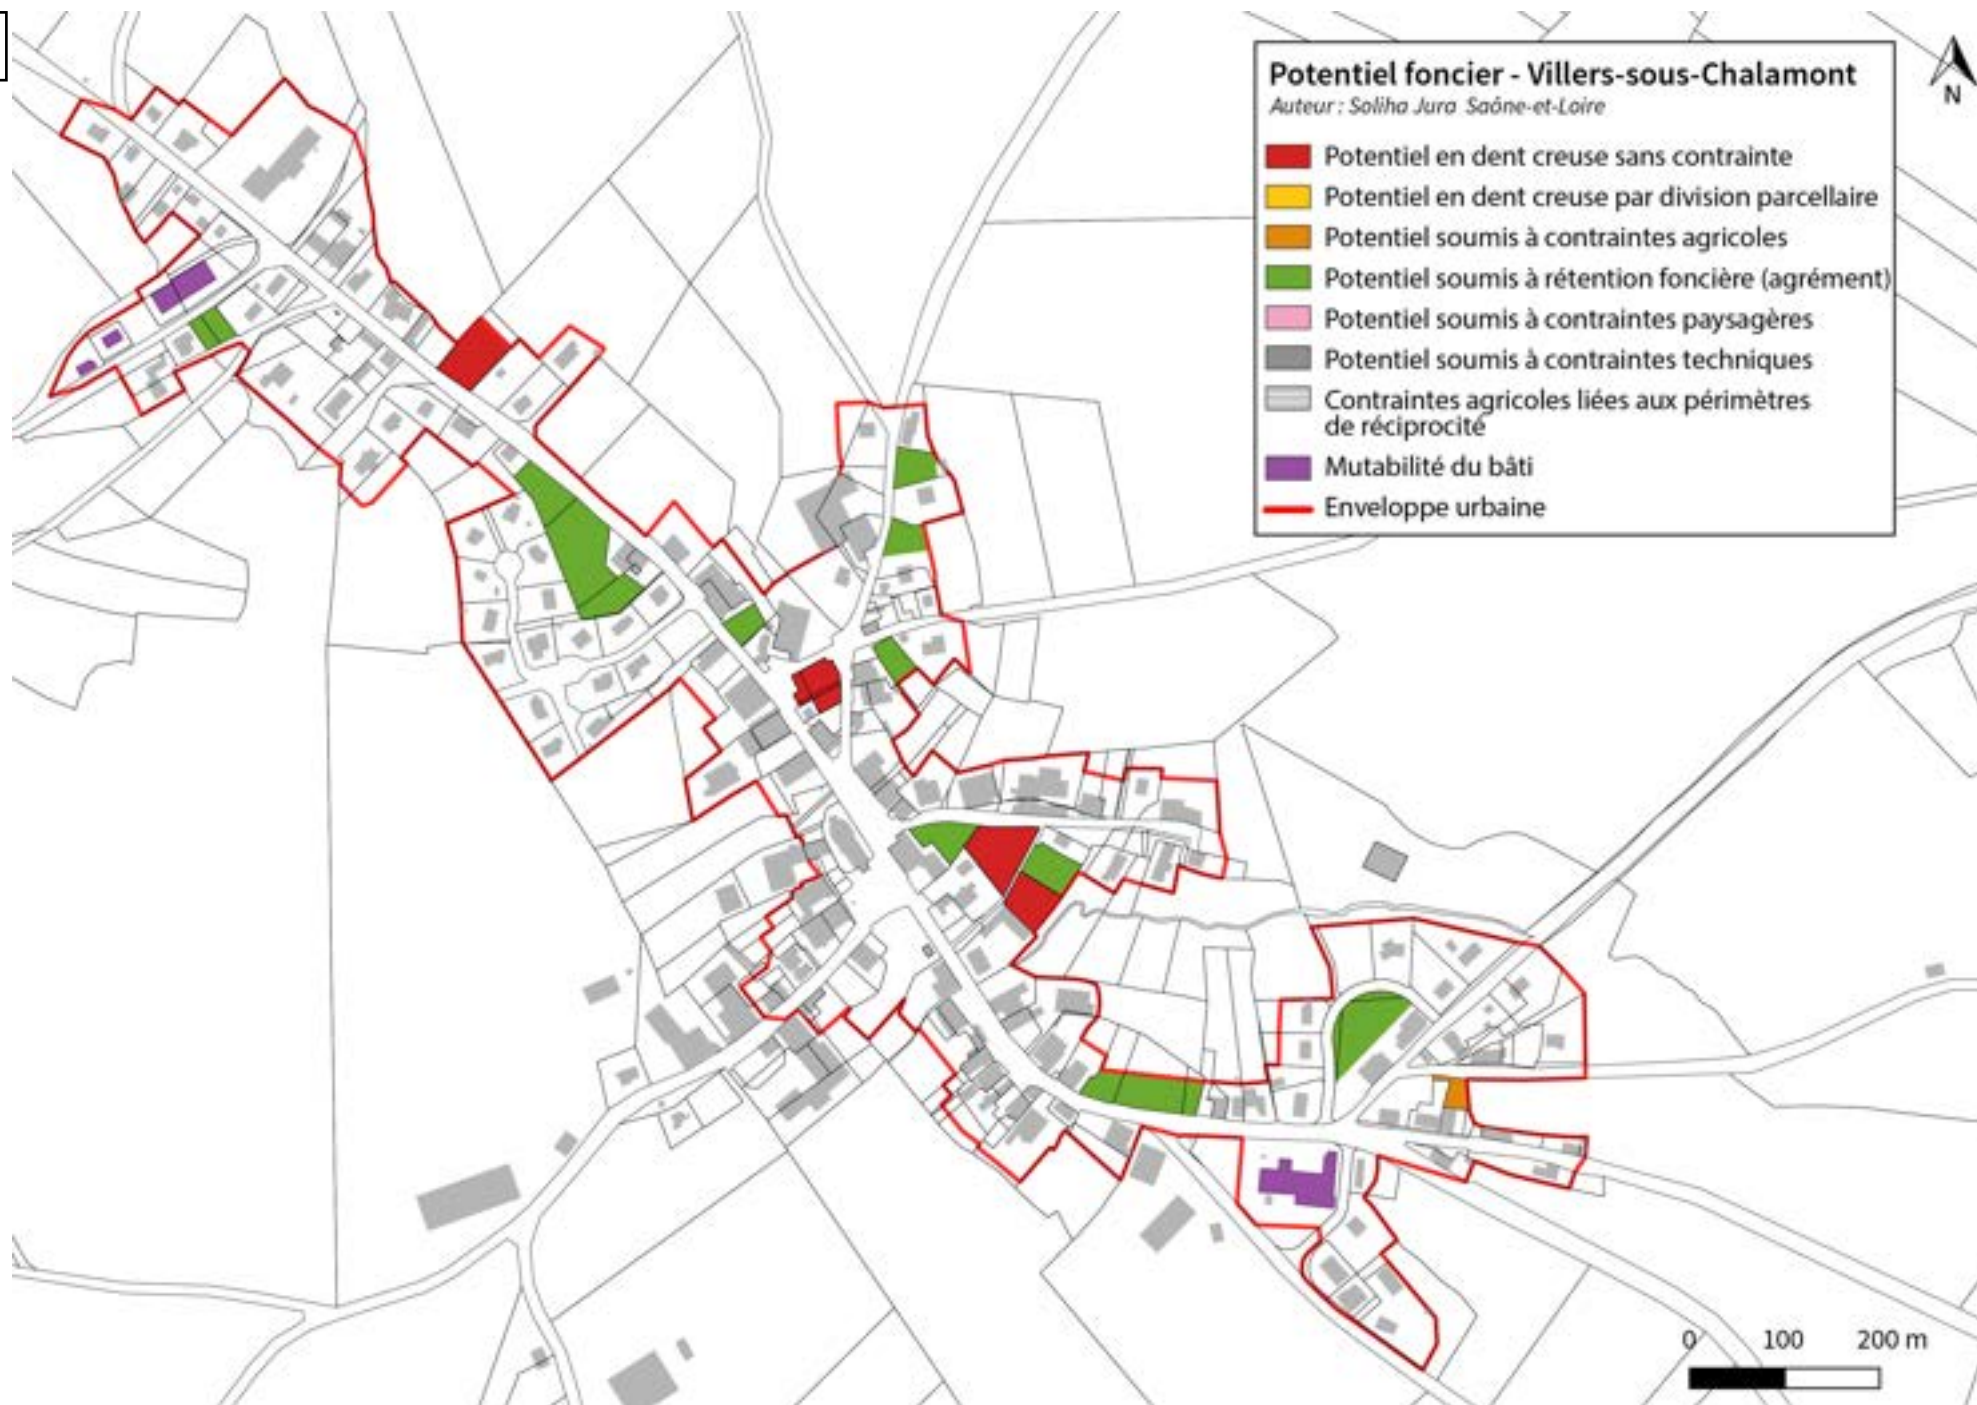 Potentiel foncier - Villers-sous-Chalamont
Auteur : Soliha Jura Saône-et-Loire
N
Potentiel en dent creuse sans contrainte
Potentiel en dent creuse par division parcellaire
Potentiel soumis à contraintes agricoles
Potentiel soumis à rétention foncière (agrément)
Potentiel soumis à contraintes paysagères
Potentiel soumis à contraintes techniques
Contraintes agricoles liées aux périmètres
de réciprocité
Mutabilité du bâti
Enveloppe urbaine
0 100 200 m